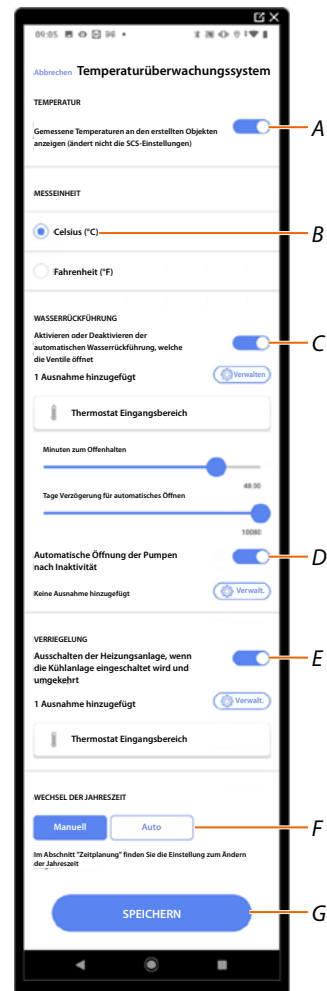 09:05
Abbrechen Temperaturüberwachungssystem
TEMPERATUR
Gemessene Temperaturen an den erstellten Objekten
anzeigen (ändert nicht die SCS-Einstellungen)
A
MESSEINHEIT
Celsius (°C)
B
Fahrenheit (°F)
WASSERRÜCKFÜHRUNG
Aktivieren oder Deaktivieren der
automatischen Wasserrückführung, welche
die Ventile öffnet
C
1 Ausnahme hinzugefügt
Verwalten
Thermostat Eingangsbereich
Minuten zum Offenhalten
48:00
Tage Verzögerung für automatisches Öffnen
10080
Automatische Öffnung der Pumpen
nach Inaktivität
D
Keine Ausnahme hinzugefügt
Verwalt.
VERRIEGELUNG
Ausschalten der Heizungsanlage, wenn
die Kühlanlage eingeschaltet wird und
umgekehrt
E
1 Ausnahme hinzugefügt
Verwalt.
Thermostat Eingangsbereich
WECHSEL DER JAHRESZEIT
Manuell
Auto
F
Im Abschnitt "Zeitplanung" finden Sie die Einstellung zum Ändern
der Jahreszeit
SPEICHERN
G